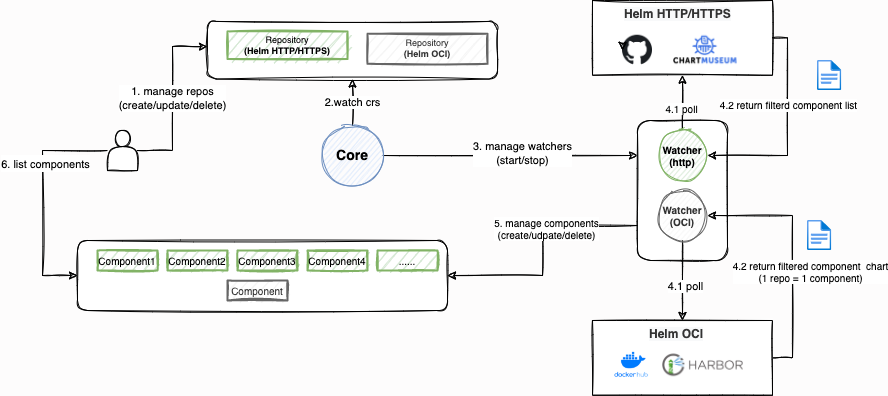 Repository
(Helm HTTP/HTTPS)
Repository
(Helm OCI)
Helm HTTP/HTTPS
CHARTMUSEUM
1. manage repos
(create/update/delete)
2.watch crs
4.1 poll
4.2 return filterd component list
6. list components
Core
3. manage watchers
(start/stop)
Watcher
(http)
Watcher
(OCI)
5. manage components
(create/udpate/delete)
4.2 return filtered component chart
(1 repo = 1 component)
Component1
Component2
Component3
Component4
......
Component
4.1 poll
Helm OCI
dockerhub
HARBOR